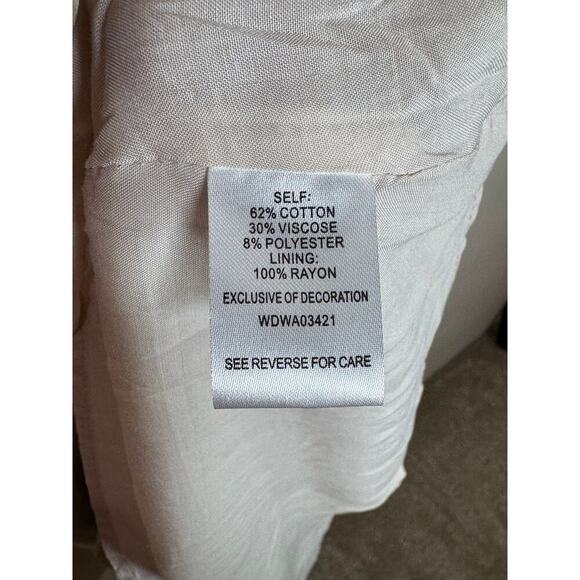 SELF:
62% COTTON
30% VISCOSE
8% POLYESTER
LINING:
100% RAYON
EXCLUSIVE OF DECORATION
WDWA03421
SEE REVERSE FOR CARE